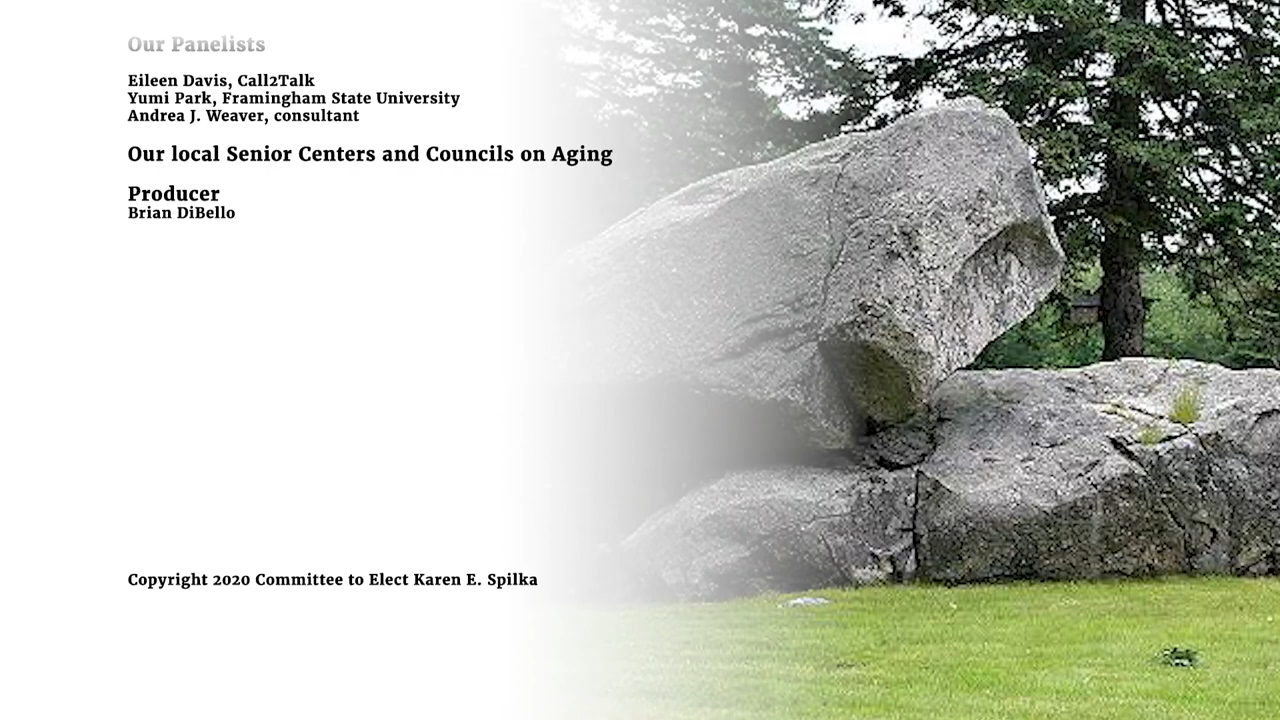 Our Panelists
Eileen Davis, Call2Talk
Yumi Park, Framingham State University
Andrea J. Weaver, consultant
Our local Senior Centers and Councils on Aging
Producer
Brian DiBello
Copyright 2020 Committee to Elect Karen E. Spilka